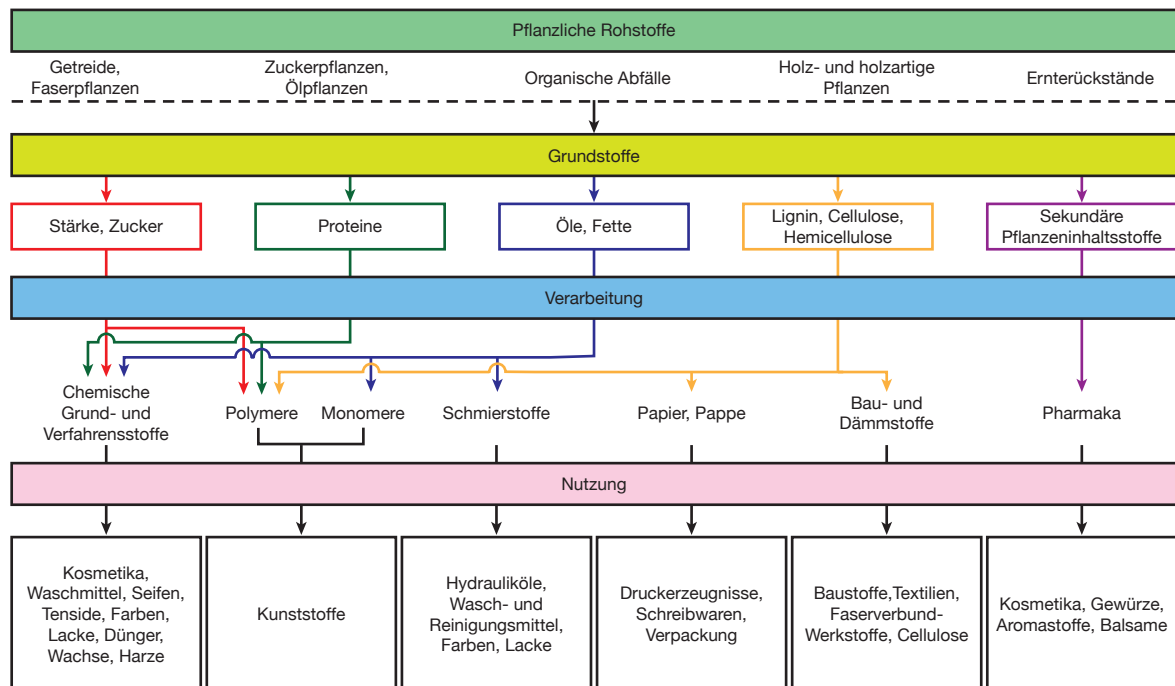 Pflanzliche Rohstoffe
Getreide,
Faserpflanzen
Zuckerpflanzen,
Ölpflanzen
Organische Abfälle
Holz- und holzartige
Pflanzen
Ernterückstände
Grundstoffe
Stärke, Zucker
Proteine
Öle, Fette
Lignin, Cellulose,
Hemicellulose
Sekundäre
Pflanzeninhaltsstoffe
Verarbeitung
Chemische
Grund- und
Verfahrensstoffe
Polymere
Monomere
Schmierstoffe
Papier, Pappe
Bau- und
Dämmstoffe
Pharmaka
Nutzung
Kosmetika,
Waschmittel, Seifen,
Tenside, Farben,
Lacke, Dünger,
Wachse, Harze
Kunststoffe
Hydrauliköle,
Wasch- und
Reinigungsmittel,
Farben, Lacke
Druckerzeugnisse,
Schreibwaren,
Verpackung
Baustoffe,Textilien,
Faserverbund-
Werkstoffe, Cellulose
Kosmetika, Gewürze,
Aromastoffe, Balsame